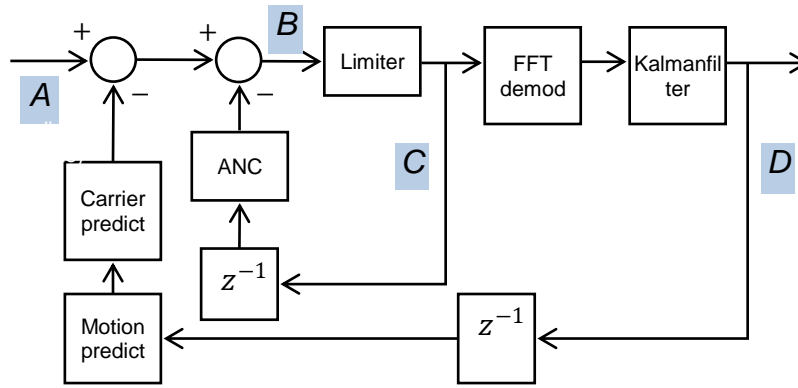 +
+
B
A
−
−
Limiter
FFT
demod
Kalmanfil
ter
ANC
C
D
Carrier
predict
z⁻¹
z⁻¹
Motion
predict